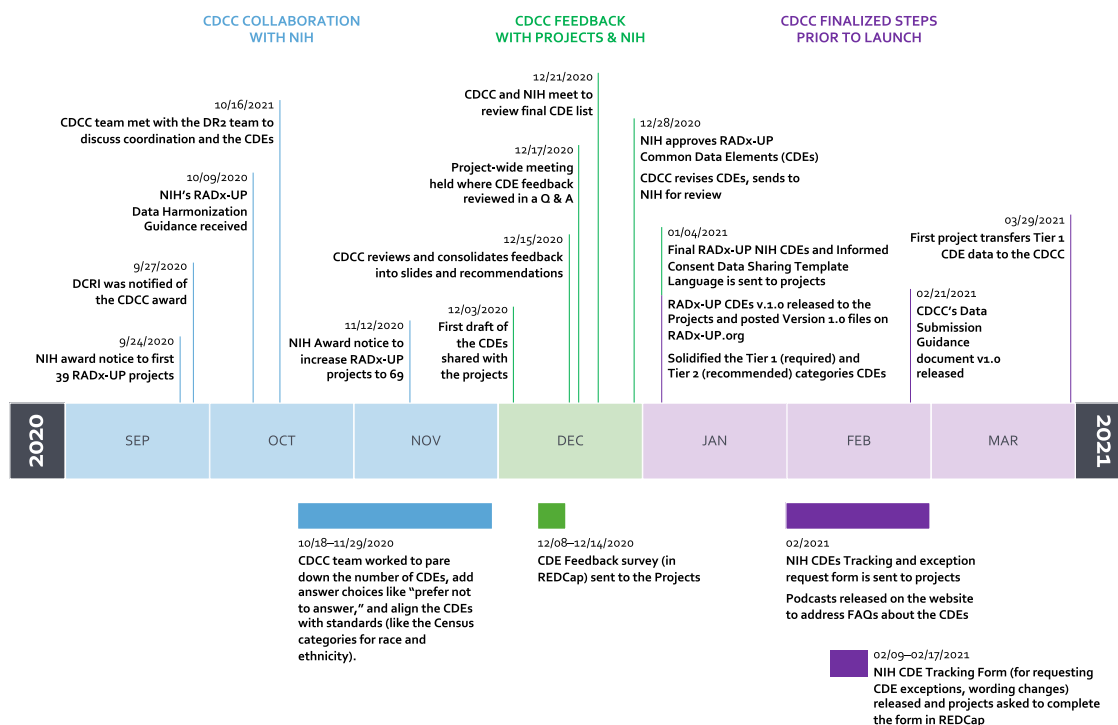 CDCC COLLABORATION
WITH NIH
CDCC FEEDBACK
WITH PROJECTS & NIH
CDCC FINALIZED STEPS
PRIOR TO LAUNCH
9/24/2020
NIH award notice to first
39 RADx-UP projects
9/27/2020
DCRI was notified of
the CDCC award
10/09/2020
NIH's RADx-UP
Data Harmonization
Guidance received
10/16/2021
CDCC team met with the DR2 team to
discuss coordination and the CDEs
11/12/2020
NIH Award notice to
increase RADx-UP
projects to 69
12/03/2020
First draft of
the CDEs
shared with
the projects
12/15/2020
CDCC reviews and consolidates feedback
into slides and recommendations
12/17/2020
Project-wide meeting
held where CDE feedback
reviewed in a Q & A
12/21/2020
CDCC and NIH meet to
review final CDE list
12/28/2020
NIH approves RADx-UP
Common Data Elements (CDEs)
CDCC revises CDEs, sends to
NIH for review
01/04/2021
Final RADx-UP NIH CDEs and Informed
Consent Data Sharing Template
Language is sent to projects
RADx-UP CDEs v.1.0 released to the
Projects and posted Version 1.0 files on
RADx-UP.org
Solidified the Tier 1 (required) and
Tier 2 (recommended) categories CDEs
02/21/2021
CDCC's Data
Submission
Guidance
document v1.0
released
03/29/2021
First project transfers Tier 1
CDE data to the CDCC
2020
SEP
OCT
NOV
DEC
JAN
FEB
MAR
2021
10/18–11/29/2020
CDCC team worked to pare
down the number of CDEs, add
answer choices like “prefer not
to answer,” and align the CDEs
with standards (like the Census
categories for race and
ethnicity).
12/08–12/14/2020
CDE Feedback survey (in
REDCap) sent to the Projects
02/2021
NIH CDEs Tracking and exception
request form is sent to projects
Podcasts released on the website
to address FAQs about the CDEs
02/09–02/17/2021
NIH CDE Tracking Form (for requesting
CDE exceptions, wording changes)
released and projects asked to complete
the form in REDCap